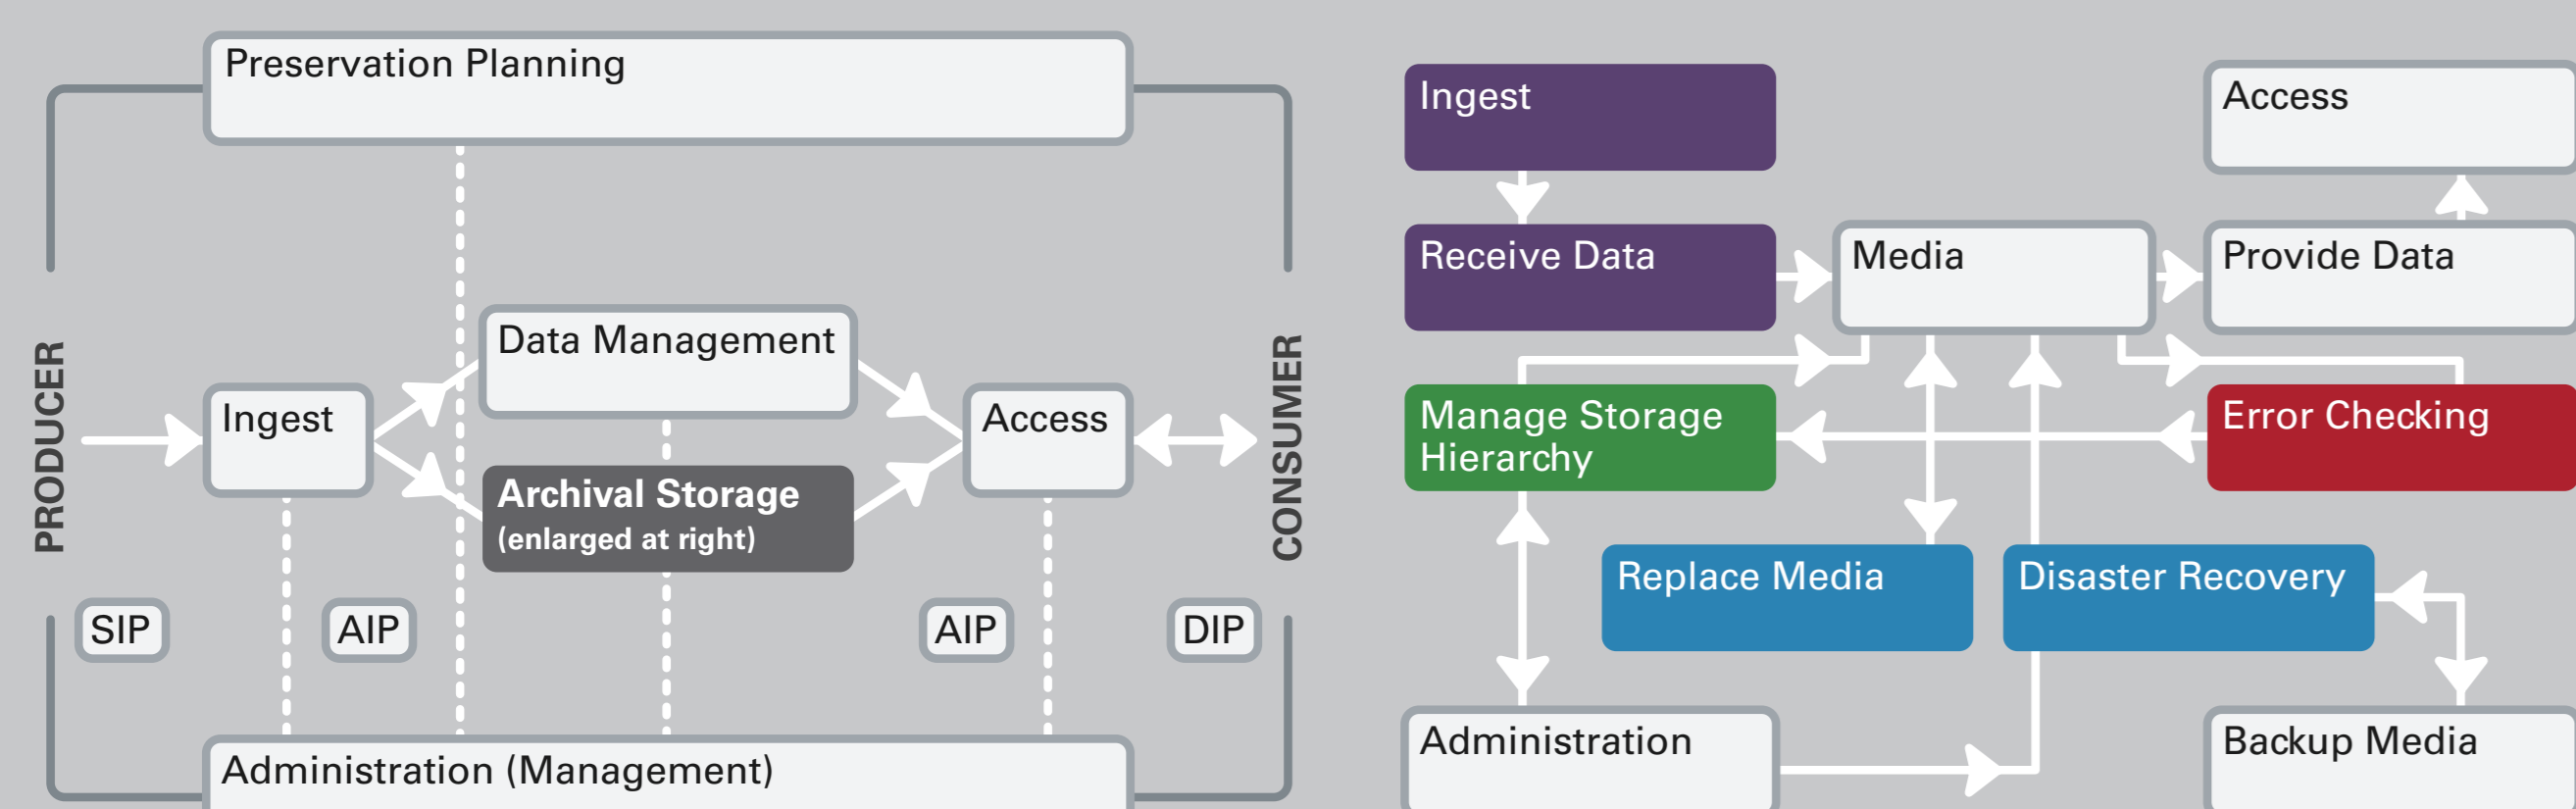 Preservation Planning
PRODUCER
Ingest
Data Management
Archival Storage
(enlarged at right)
Access
CONSUMER
SIP
AIP
AIP
DIP
Administration (Management)
Ingest
Access
Receive Data
Media
Provide Data
Manage Storage
Hierarchy
Error Checking
Replace Media
Disaster Recovery
Administration
Backup Media